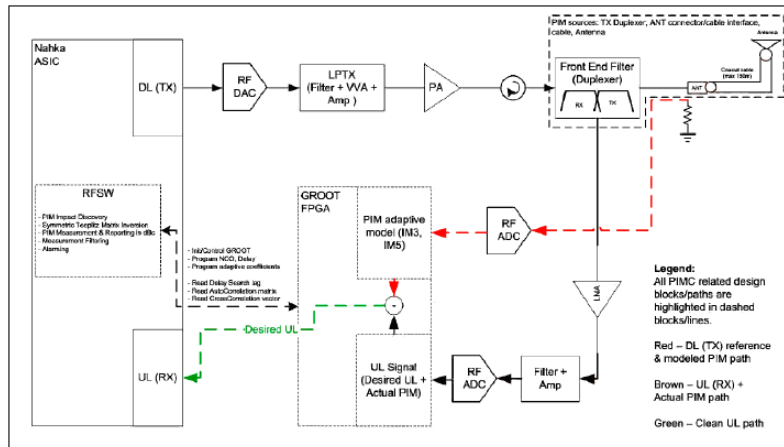 PIM sources: TX Duplexer, ANT connector/cable interface,
cable, Antenna
Nahka
ASIC
DL (TX)
RF
DAC
LPTX
(Filter + VVA +
Amp )
PA
Front End Filter
(Duplexer)
RX
TX
ANT
Antenna
Coaxial cable
(max 150m)
RFSW
- PIM Impact Discovery
- Symmetric Toeplitz Matrix Inversion
- PIM Measurement & Reporting in dBs
- Measurement Filtering
- Alarming
- Init/Control GROOT
- Program NCO, Delay
- Program adaptive coefficients
- Read Delay Search tag
- Read AutoCorrelation matrix
- Read CrossCorrelation vector
GROOT
FPGA
PIM adaptive
model (IM3,
IM5)
RF
ADC
-
Desired UL
UL (RX)
UL Signal
(Desired UL +
Actual PIM)
RF
ADC
Filter +
Amp
LNA
Legend:
All PIMC related design
blocks/paths are
highlighted in dashed
blocks/lines.
Red – DL (TX) reference
& modeled PIM path
Brown – UL (RX) +
Actual PIM path
Green – Clean UL path